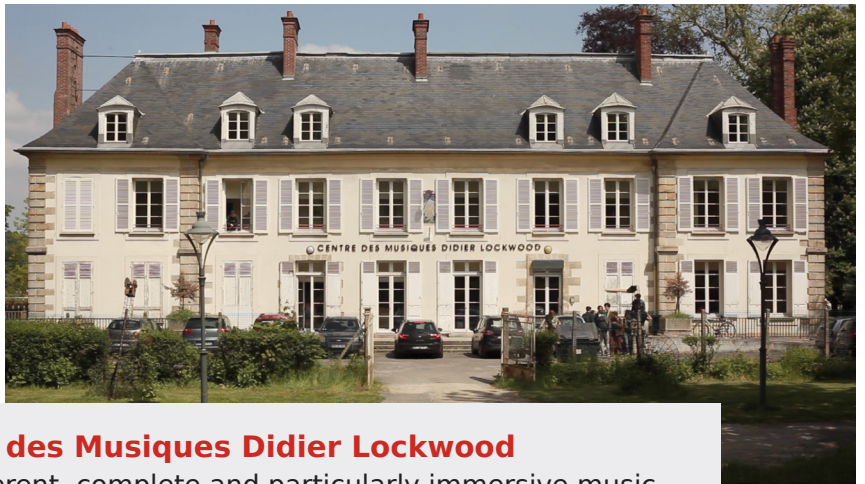 CENTRE DES MUSIQUES DIDIER LOCKWOOD
des Musiques Didier Lockwood
complete and particularly immersive music